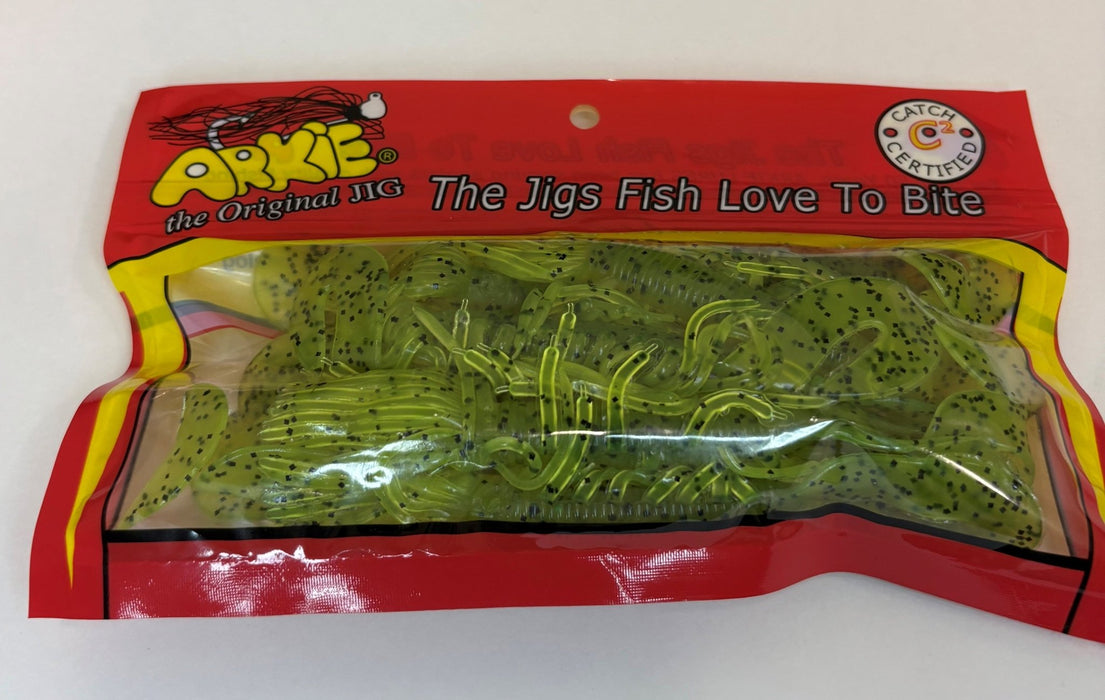 ARKIE®
the Original JIG
The Jigs Fish Love To Bite
CATCH
C²
CERTIFIED